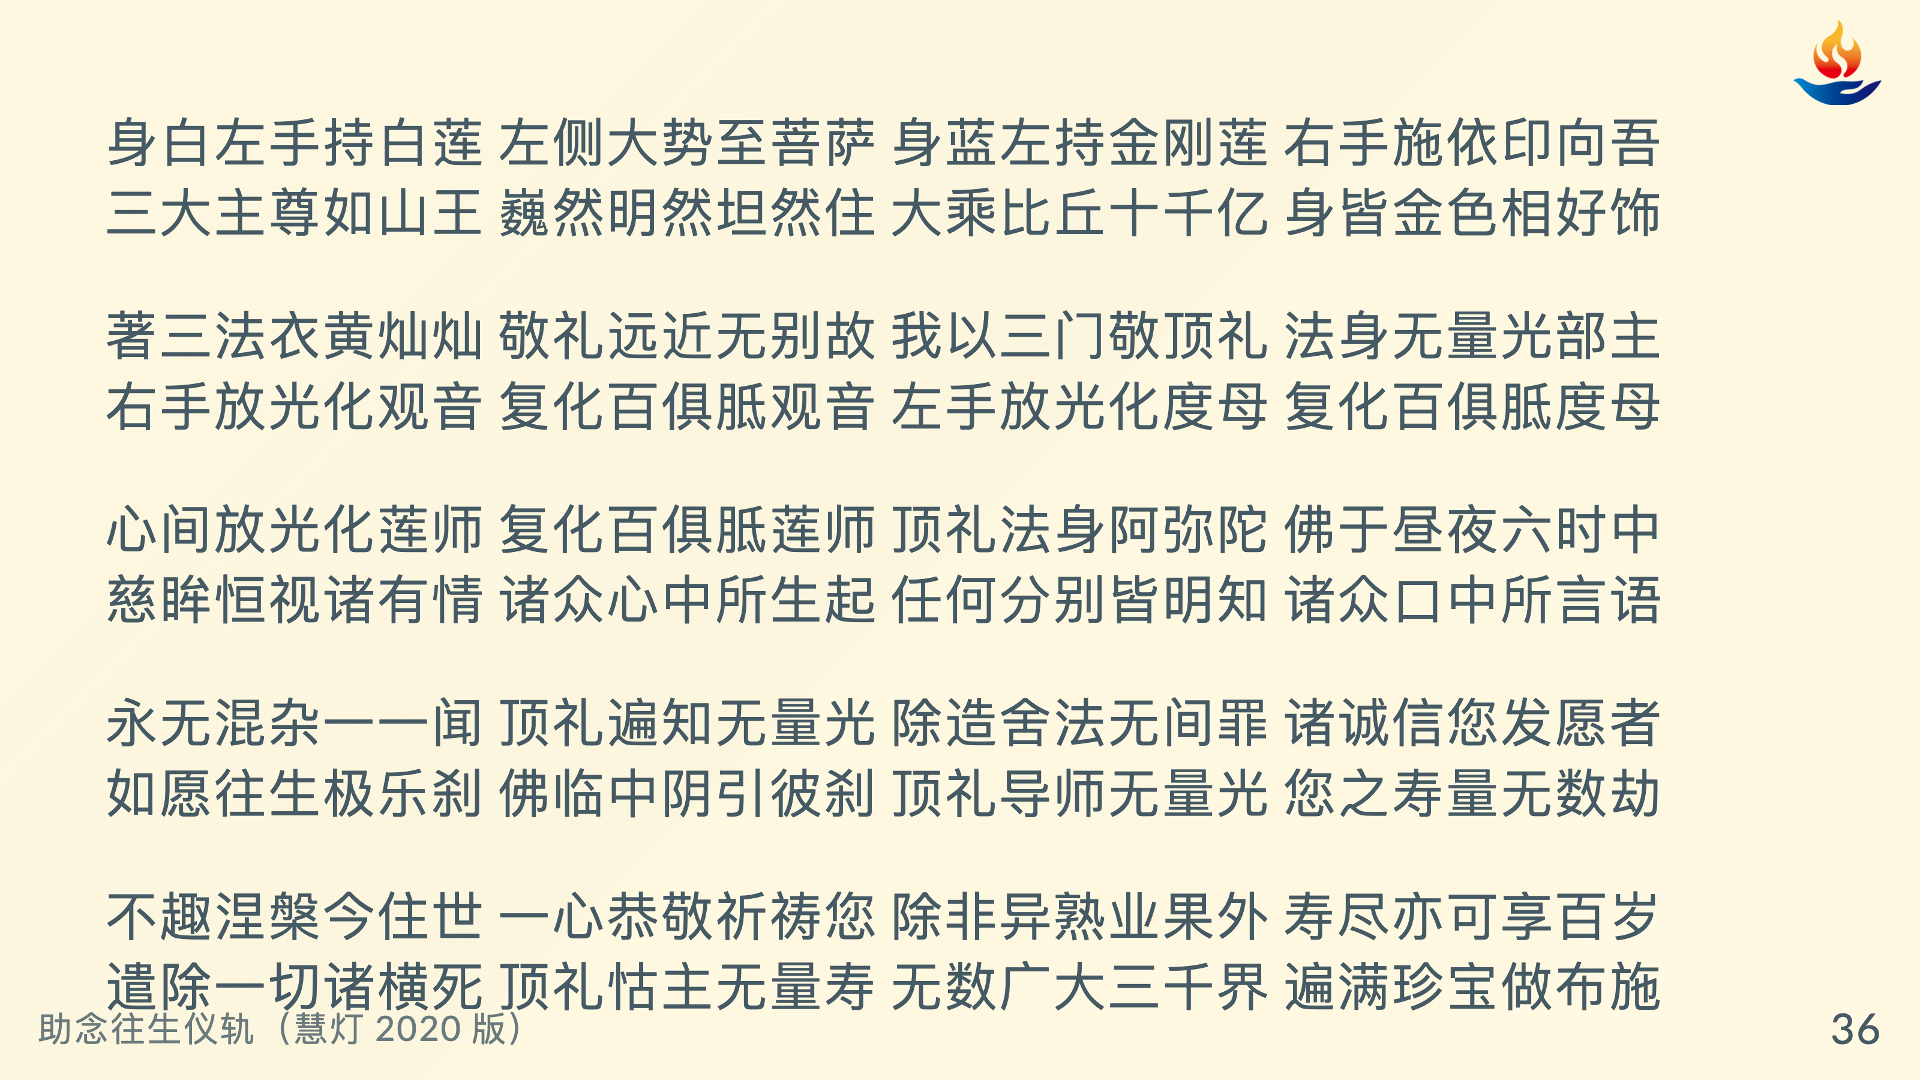 身白左手持白莲 左侧大势至菩萨 身蓝左持金刚莲 右手施依印向吾
三大主尊如山王 巍然明然坦然住 大乘比丘十千亿 身皆金色相好饰
著三法衣黄灿灿 敬礼远近无别故 我以三门敬顶礼 法身无量光部主
右手放光化观音 复化百俱胝观音 左手放光化度母 复化百俱胝度母
心间放光化莲师 复化百俱胝莲师 顶礼法身阿弥陀 佛于昼夜六时中
慈眸恒视诸有情 诸众心中所生起 任何分别皆明知 诸众口中所言语
永无混杂一一闻 顶礼遍知无量光 除造舍法无间罪 诸诚信您发愿者
如愿往生极乐刹 佛临中阴引彼刹 顶礼导师无量光 您之寿量无数劫
不趣涅槃今住世 一心恭敬祈祷您 除非异熟业果外 寿尽亦可享百岁
遣除一切诸横死 顶礼怙主无量寿 无数广大三千界 遍满珍宝做布施
助念往生仪轨（慧灯 2020 版）
36